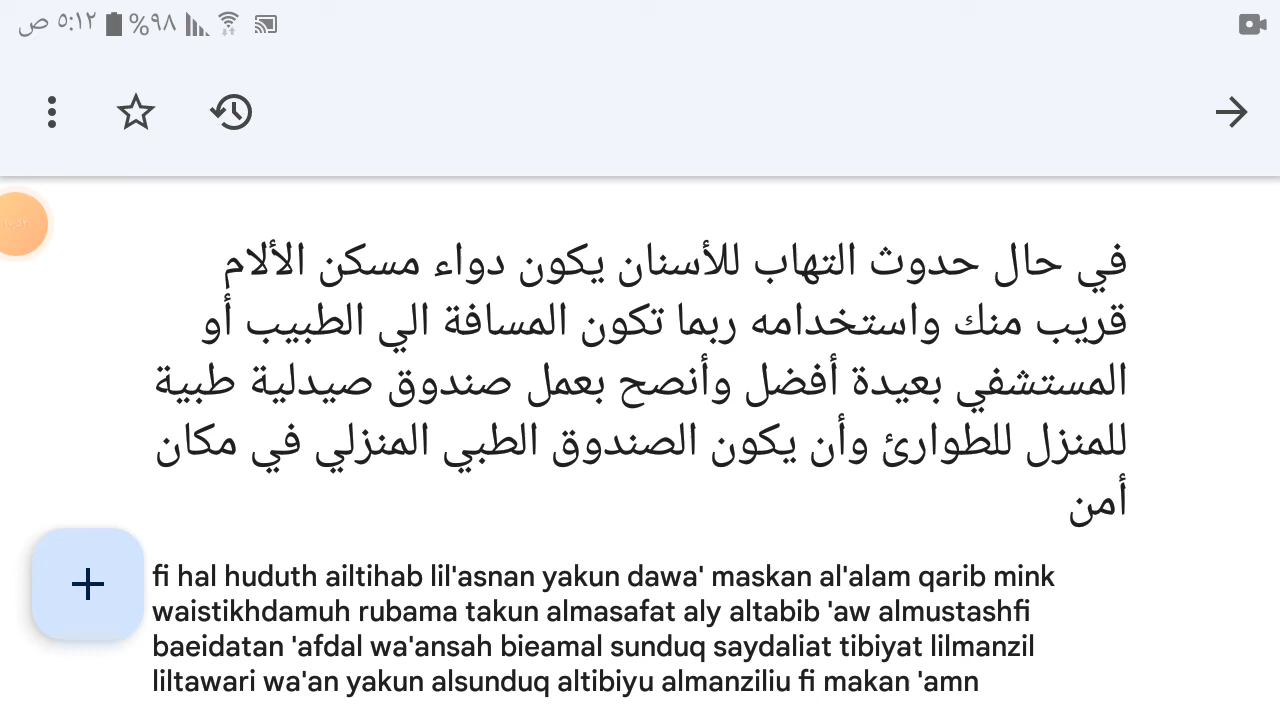 ٥:١٢ ص ٩٨%
في حال حدوث التهاب للأسنان يكون دواء مسكن الألام
قريب منك واستخدامه ربما تكون المسافة الي الطبيب أو
المستشفي بعيدة أفضل وأنصح بعمل صندوق صيدلية طبية
للمنزل للطوارئ وأن يكون الصندوق الطبي المنزلي في مكان
أمن
fi hal huduth ailtihab lil'asnan yakun dawa' maskan al'alam qarib mink
waistikhdamuh rubama takun almasafat aly altabib 'aw almustashfi
baeidatan 'afdal wa'ansah bieamal sunduq saydaliat tibiyat lilmanzil
liltawari wa'an yakun alsunduq altibiyu almanziliu fi makan 'amn